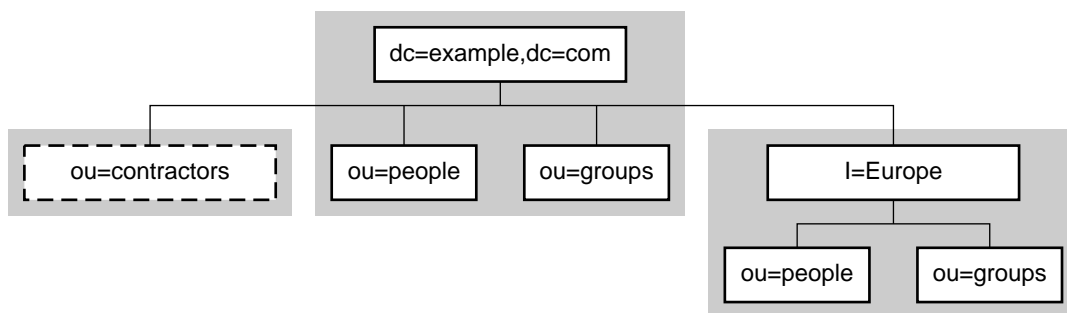 dc=example,dc=com
ou=contractors
ou=people
ou=groups
l=Europe
ou=people
ou=groups